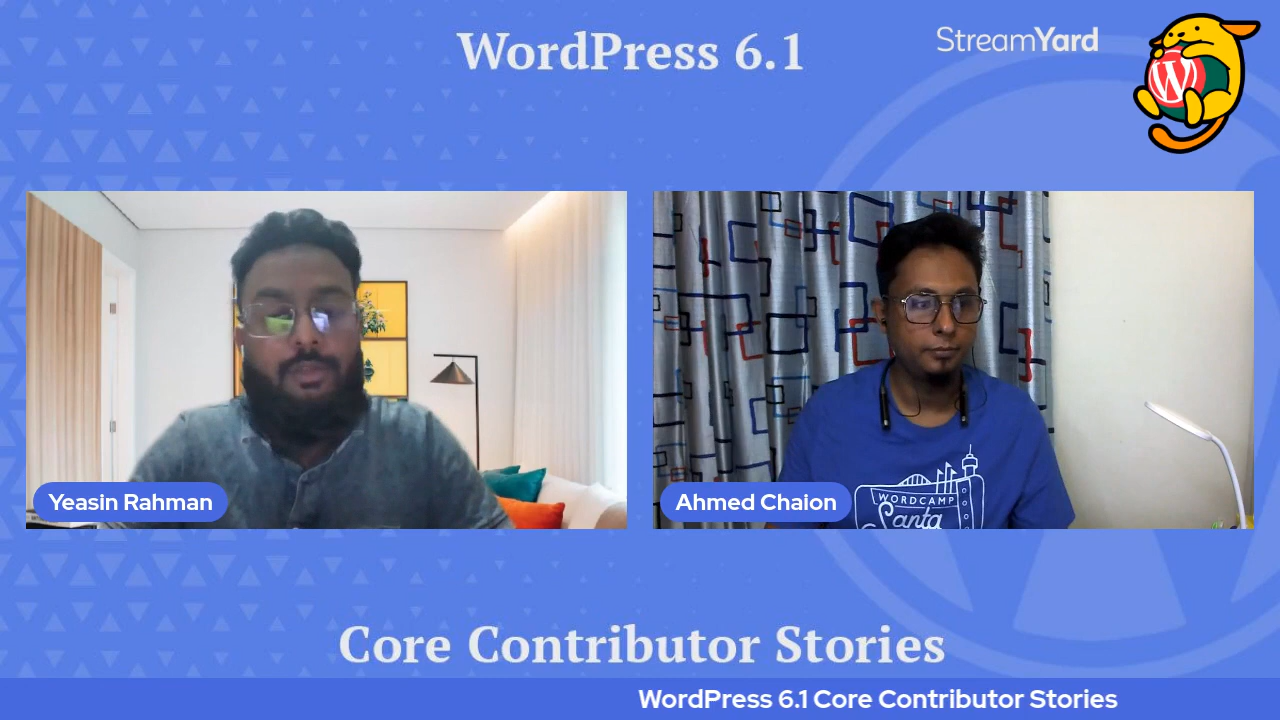 WordPress 6.1
StreamYard
W
Yeasin Rahman
Ahmed Chaion
WORDCAMP
Santa
Core Contributor Stories
WordPress 6.1 Core Contributor Stories